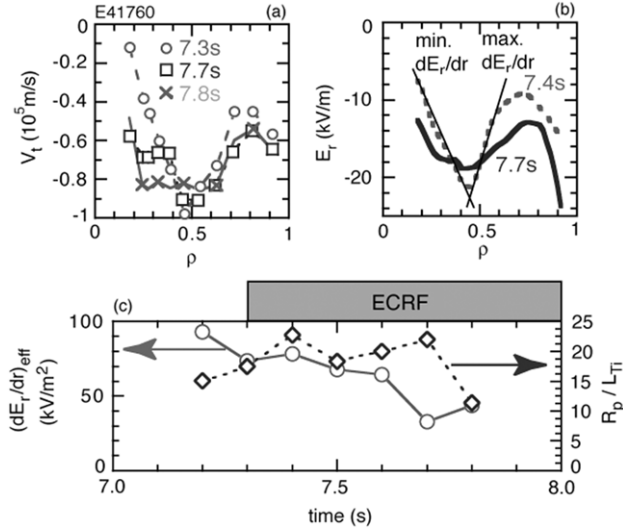 E41760 (a)
0
-0.2
-0.4
-0.6
-0.8
-1
V_t (10^5 m/s)
7.3s
7.7s
7.8s
0 0.5 1
ρ
(b)
0
-10
-20
E_r (kV/m)
min. dE_r/dr
max. dE_r/dr
7.4s
7.7s
0 0.5 1
ρ
(c)
ECRF
100
50
0
(dE_r/dr)_eff (kV/m^2)
25
20
15
10
5
0
R_p / L_Ti
7.0 7.5 8.0
time (s)